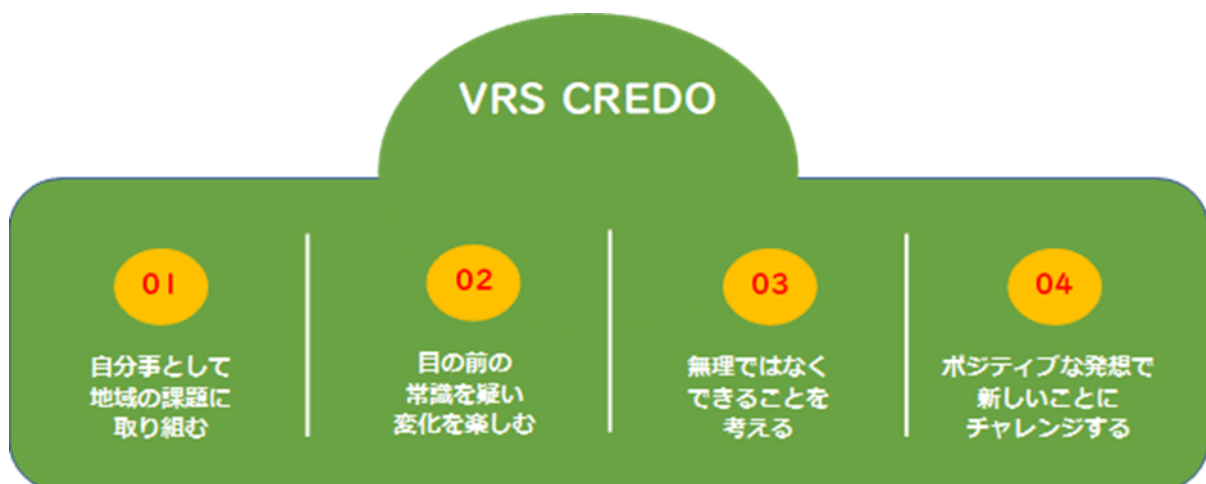 VRS CREDO
01
自分事として
地域の課題に
取り組む
02
目の前の
常識を疑い
変化を楽しむ
03
無理ではなく
できることを
考える
04
ポジティブな発想で
新しいことに
チャレンジする